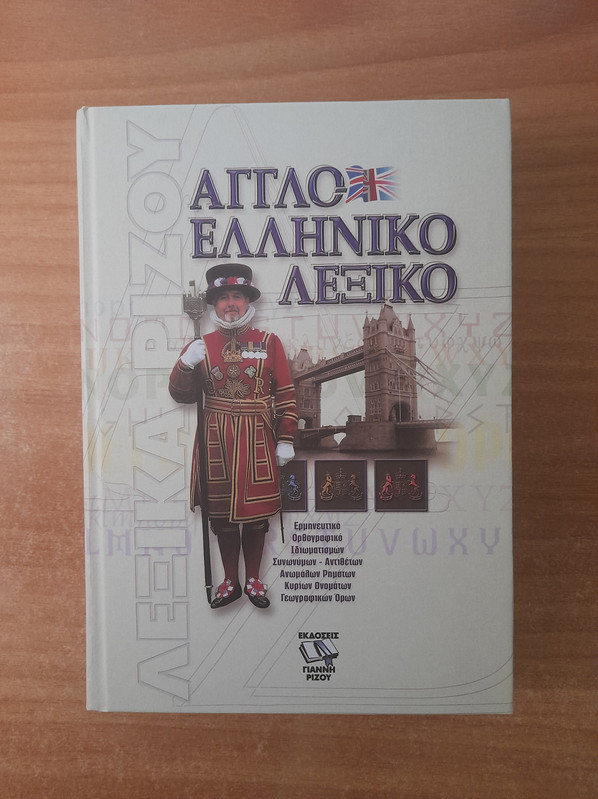 ΛΕΞΙΚΑ ΡΙΖΟΥ
ΑΓΓΛΟ-
ΕΛΛΗΝΙΚΟ
ΛΕΞΙΚΟ
Ερμηνευτικό
Ορθογραφικό
Ιδιωματισμών
Συνωνύμων - Αντιθέτων
Ανωμάλων Ρημάτων
Κυρίων Ονομάτων
Γεωγραφικών Όρων
ΕΚΔΟΣΕΙΣ
ΓΙΑΝΝΗ
ΡΙΖΟΥ